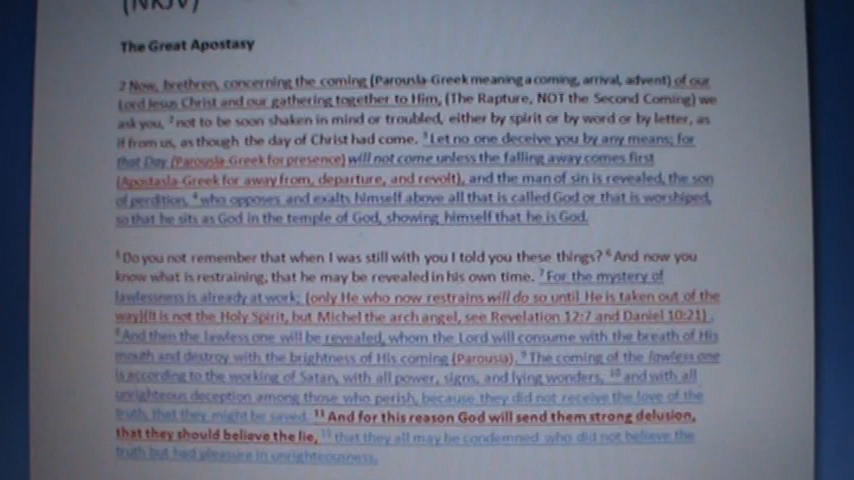 (NKJV)
The Great Apostasy
2 Now, brethren, concerning the coming (Parousia-Greek meaning a coming, arrival, advent) of our
Lord Jesus Christ and our gathering together to Him, (The Rapture, NOT the Second Coming) we
ask you, 2 not to be soon shaken in mind or troubled, either by spirit or by word or by letter, as
if from us, as though the day of Christ had come. 3 Let no one deceive you by any means; for
that Day (Parousia-Greek for presence) will not come unless the falling away comes first
(Apostasia-Greek for away from, departure, and revolt), and the man of sin is revealed, the son
of perdition, 4 who opposes and exalts himself above all that is called God or that is worshiped,
so that he sits as God in the temple of God, showing himself that he is God.
5 Do you not remember that when I was still with you I told you these things? 6 And now you
know what is restraining, that he may be revealed in his own time. 7 For the mystery of
lawlessness is already at work; (only He who now restrains will do so until He is taken out of the
way)(It is not the Holy Spirit, but Michel the arch angel, see Revelation 12:7 and Daniel 10:21) .
8 And then the lawless one will be revealed, whom the Lord will consume with the breath of His
mouth and destroy with the brightness of His coming (Parousia). 9 The coming of the lawless one
is according to the working of Satan, with all power, signs, and lying wonders, 10 and with all
unrighteous deception among those who perish, because they did not receive the love of the
truth, that they might be saved. 11 And for this reason God will send them strong delusion,
that they should believe the lie, 12 that they all may be condemned who did not believe the
truth but had pleasure in unrighteousness.